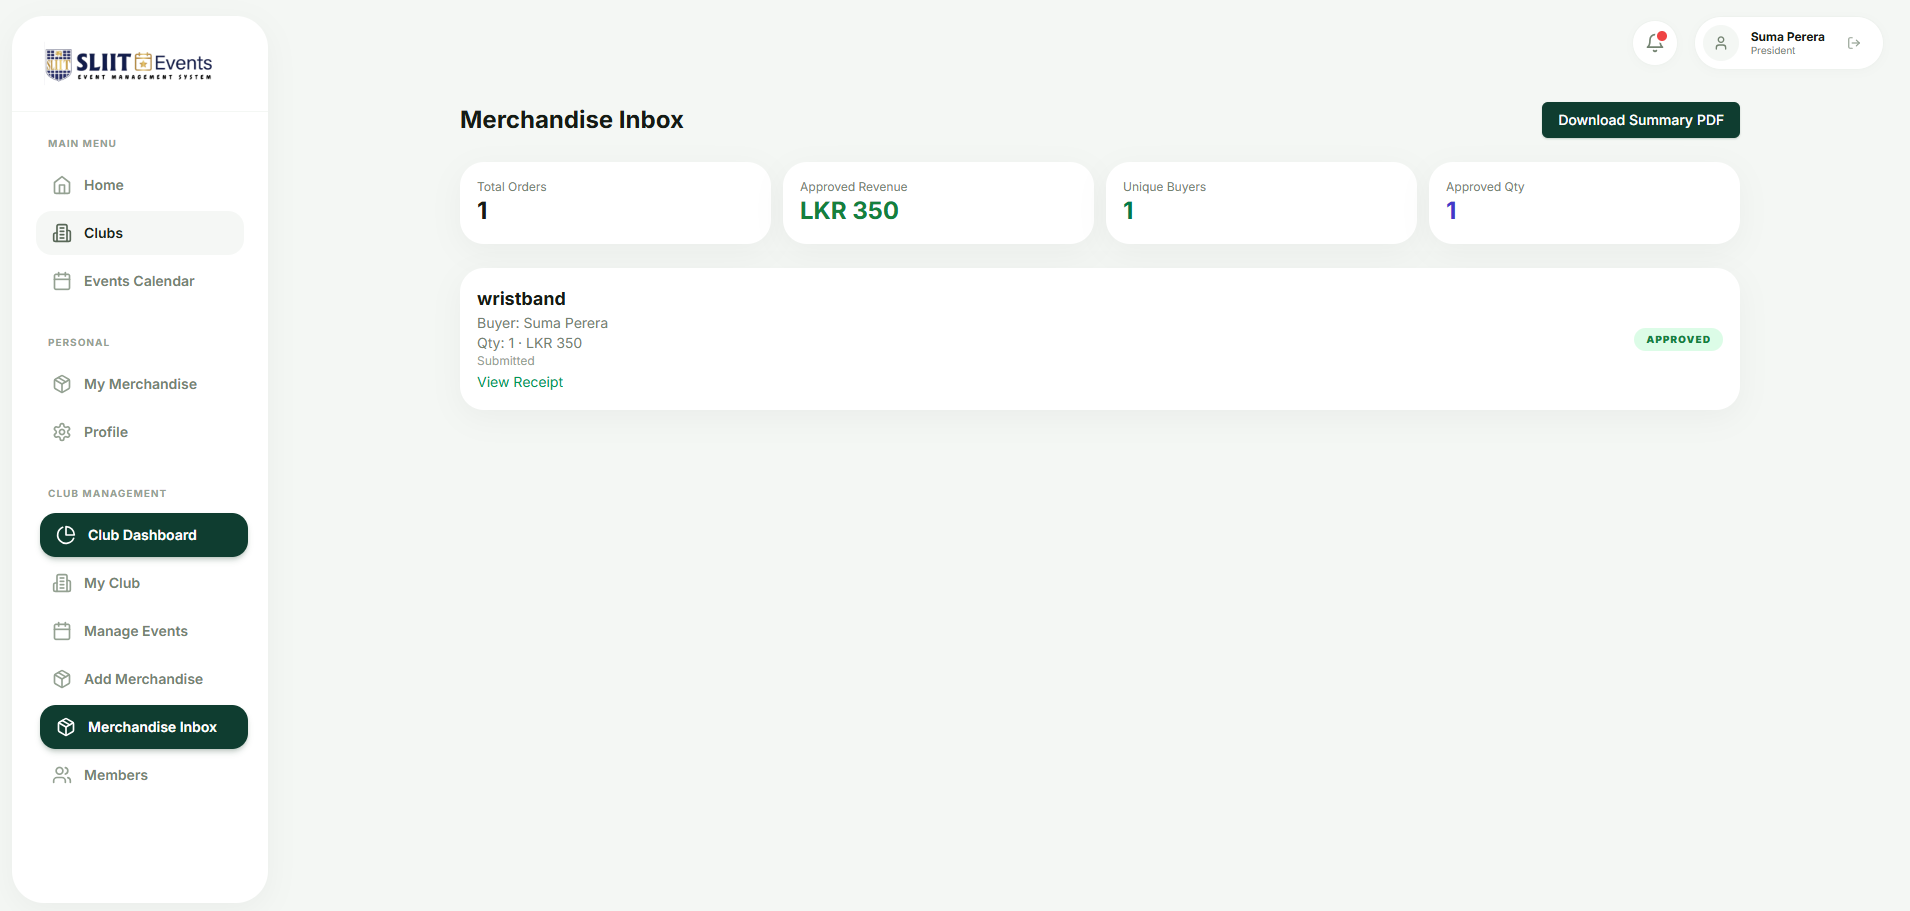 SLIIT Events
EVENT MANAGEMENT SYSTEM
MAIN MENU
Home
Clubs
Events Calendar
PERSONAL
My Merchandise
Profile
CLUB MANAGEMENT
Club Dashboard
My Club
Manage Events
Add Merchandise
Merchandise Inbox
Members
Suma Perera
President
Merchandise Inbox
Download Summary PDF
Total Orders
1
Approved Revenue
LKR 350
Unique Buyers
1
Approved Qty
1
wristband
Buyer: Suma Perera
Qty: 1 · LKR 350
Submitted
View Receipt
APPROVED